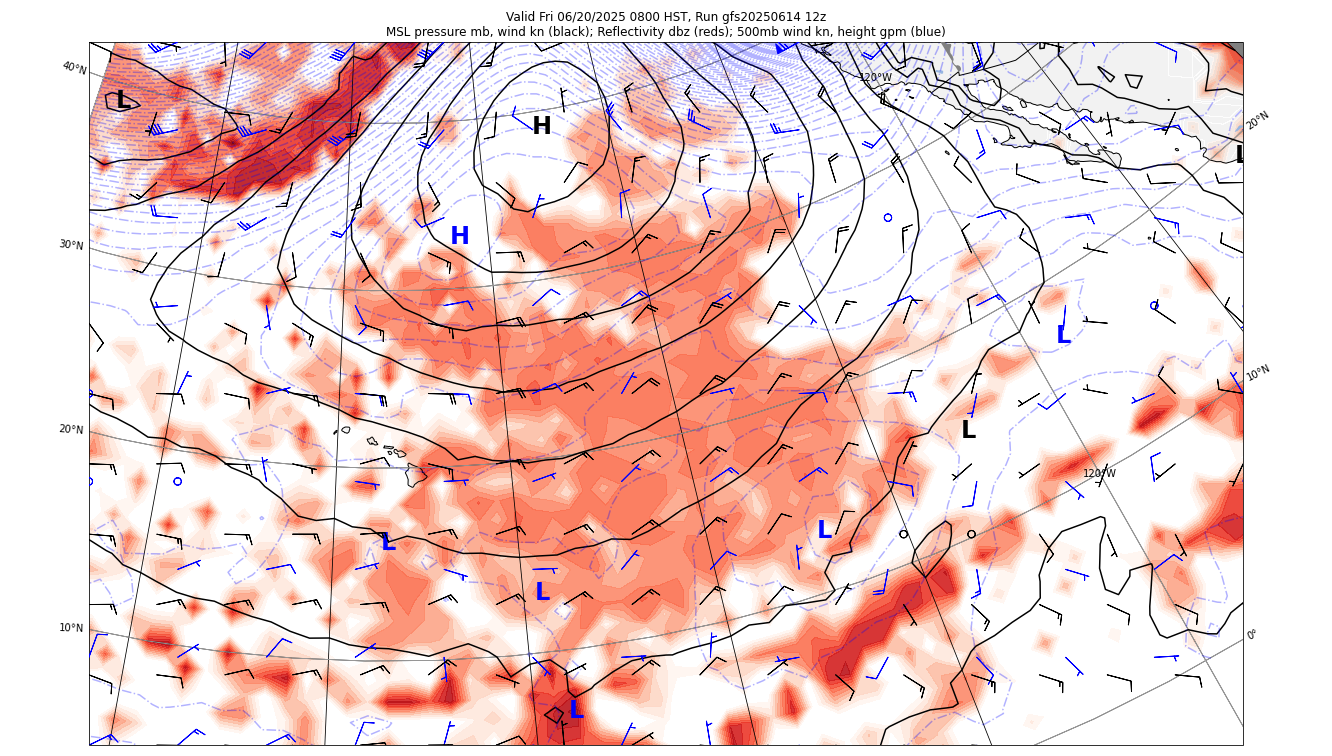 Valid Fri 06/20/2025 0800 HST, Run gfs20250614 12z
MSL pressure mb, wind kn (black); Reflectivity dbz (reds); 500mb wind kn, height gpm (blue)
40°N
120°W
L
H
20°N
L
30°N
H
L
10°N
20°N
L
120°W
L
L
L
10°N
0°
L